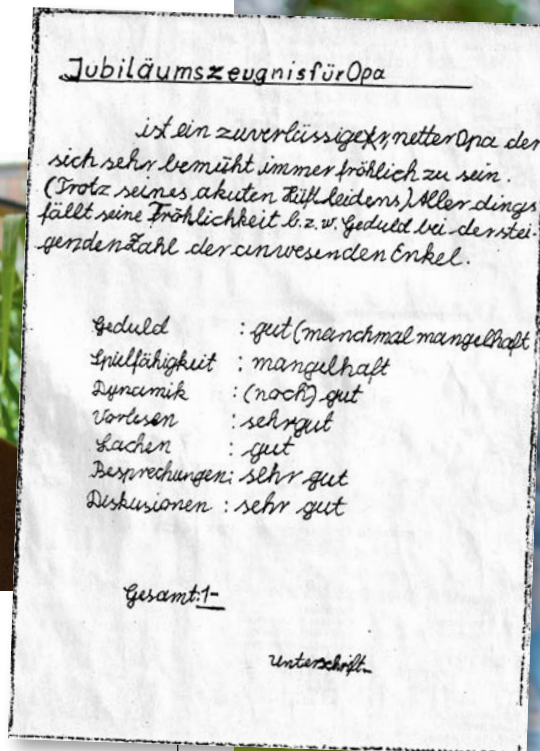 Jubiläumszeugnis für Opa
ist ein zuverlässiger, netter Opa der
sich sehr bemüht immer fröhlich zu sein.
(Trotz seines akuten Hüftleidens) Allerdings
fällt seine Fröhlichkeit b.z.w. Geduld bei der stei-
genden Zahl der anwesenden Enkel.
Geduld : gut (manchmal mangelhaft
Spielfähigkeit : mangelhaft
Dynamik : (noch) gut
Vorlesen : sehr gut
Lachen : gut
Besprechungen: sehr gut
Diskusionen : sehr gut
Gesamt: 1-
Unterschrift